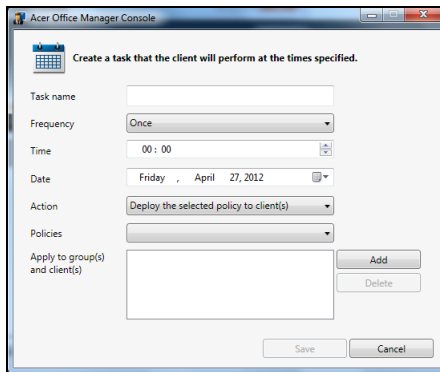 Acer Office Manager Console
Create a task that the client will perform at the times specified.
Task name
Frequency
Once
Time
00 : 00
Date
Friday , April 27, 2012
Action
Deploy the selected policy to client(s)
Policies
Apply to group(s)
and client(s)
Add
Delete
Save
Cancel